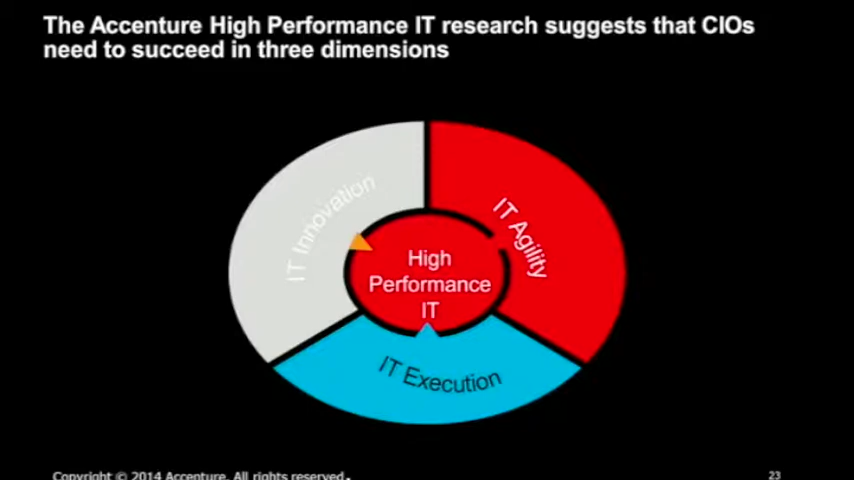 The Accenture High Performance IT research suggests that CIOs
need to succeed in three dimensions
IT Innovation
IT Agility
High
Performance
IT
IT Execution
Copyright © 2014 Accenture. All rights reserved.
23